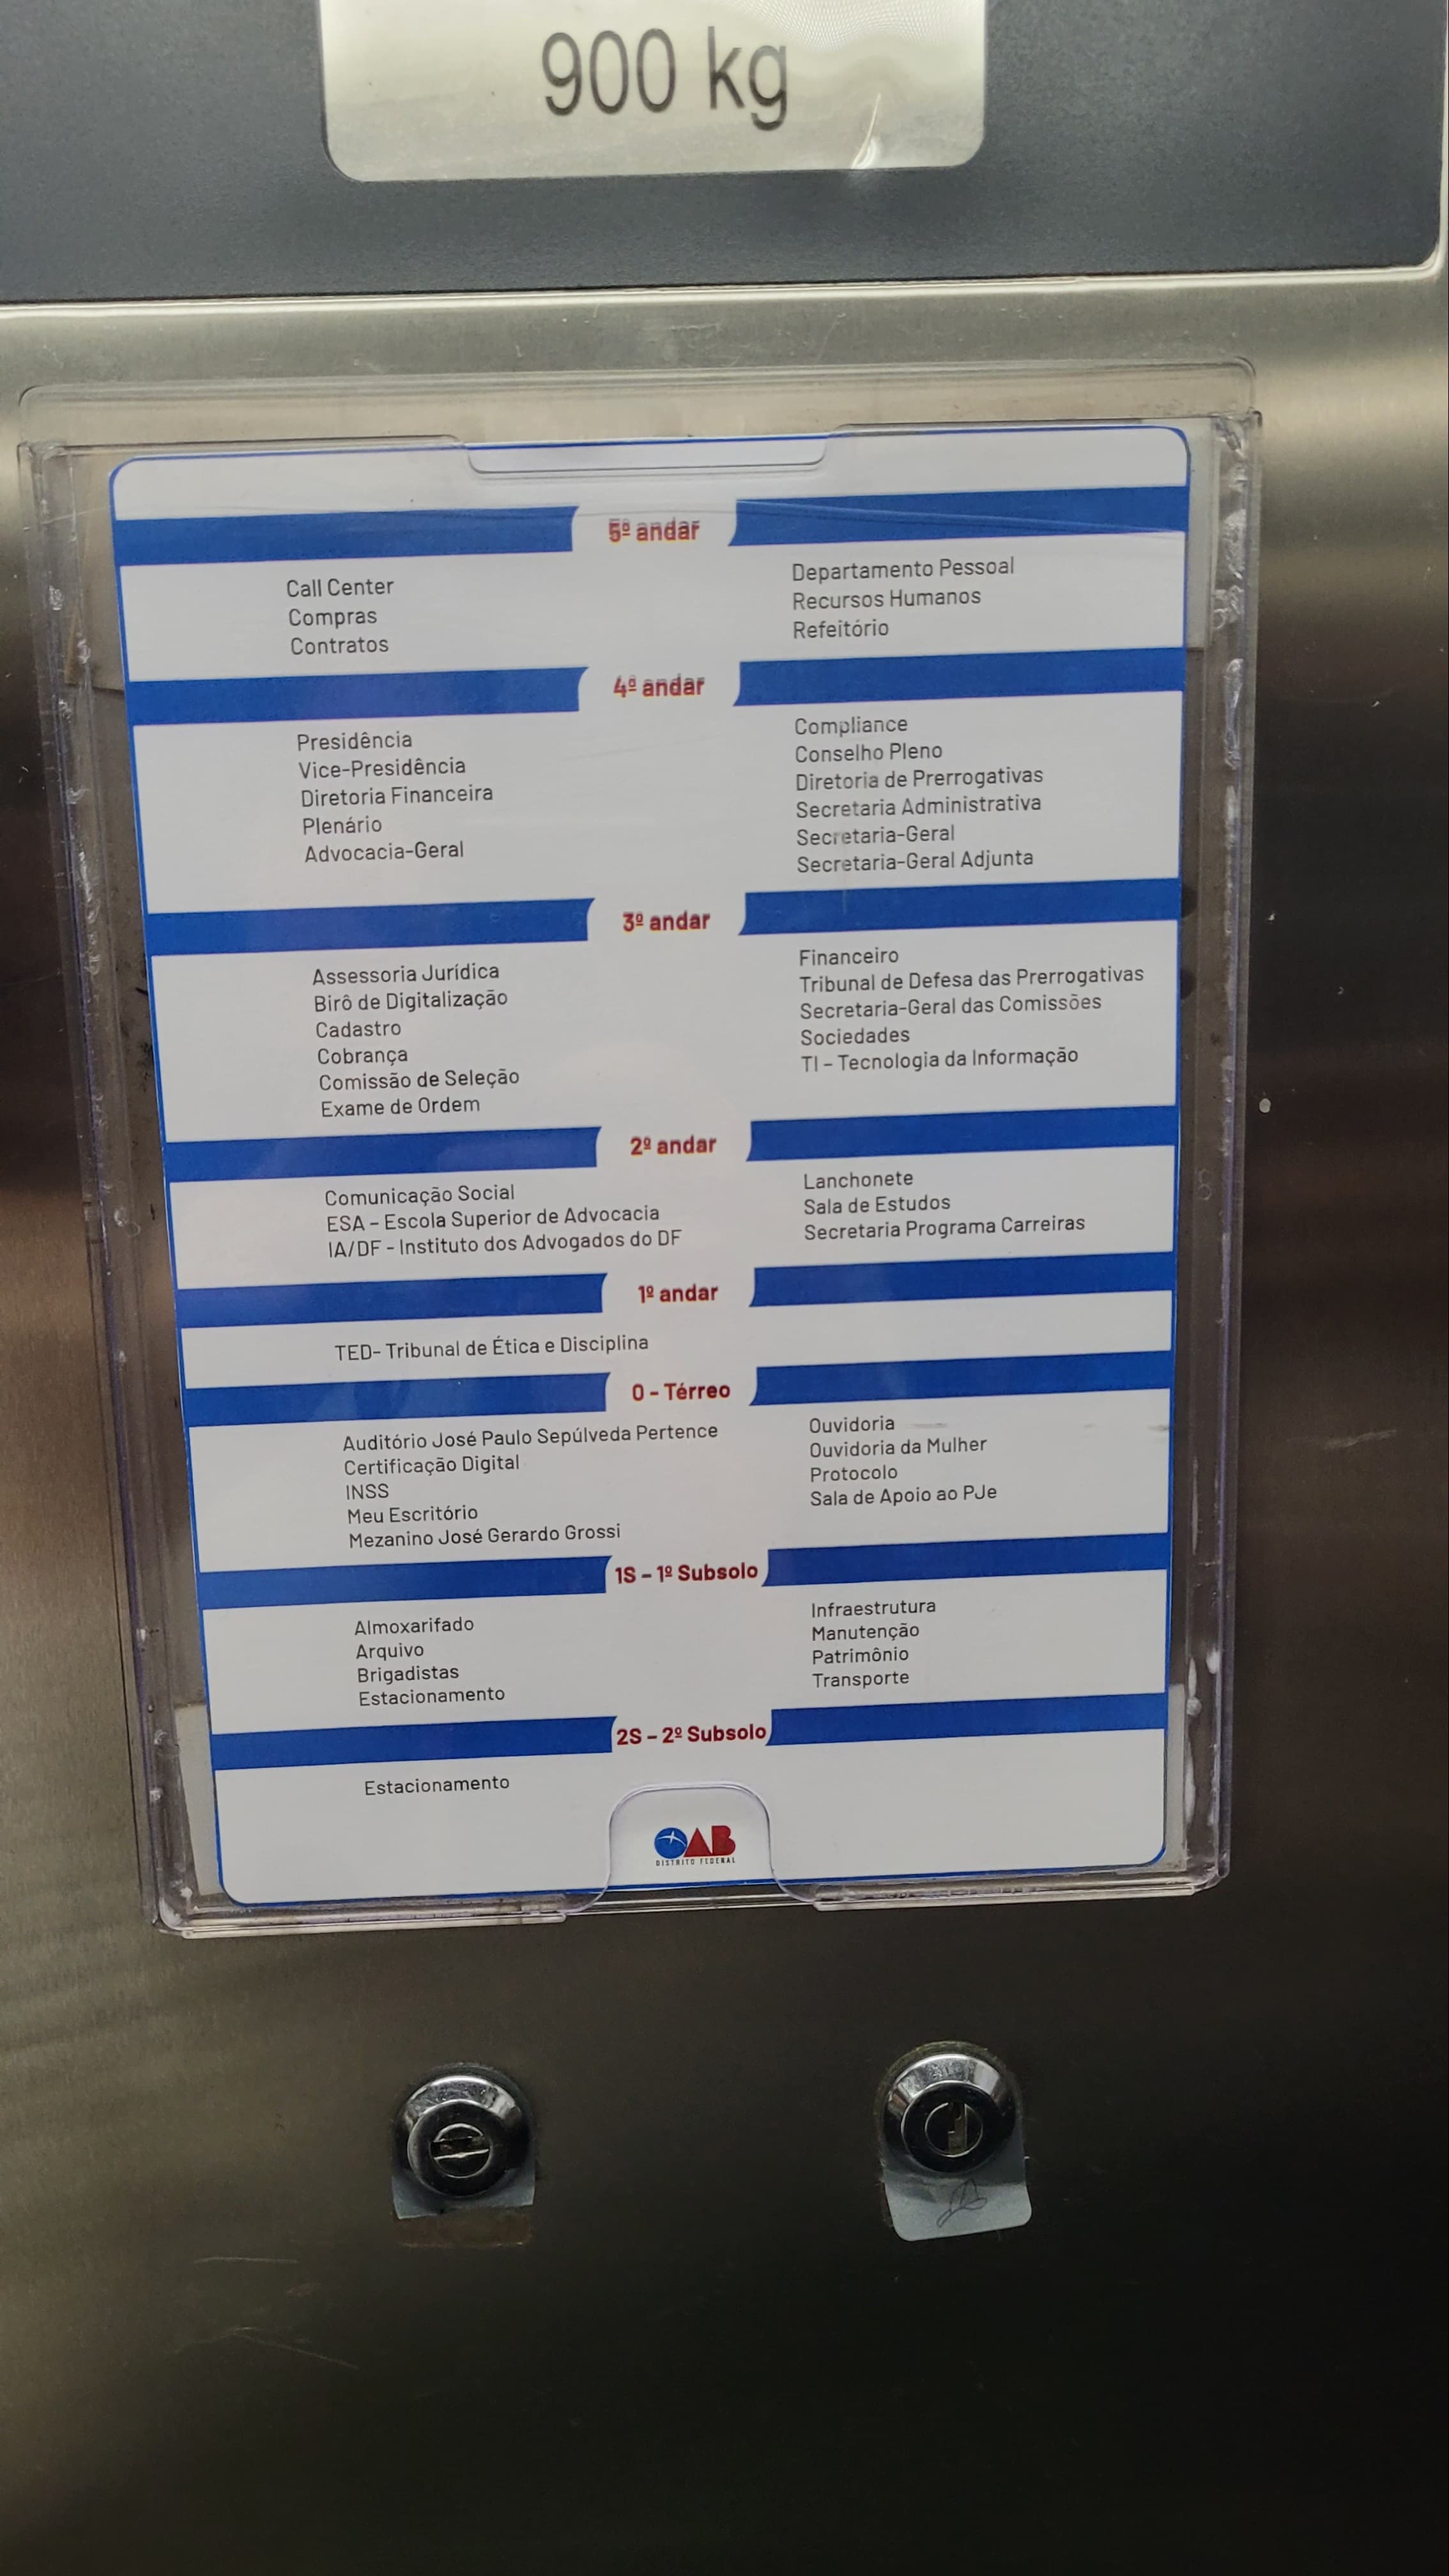 900 kg
5º andar
Call Center
Compras
Contratos
Departamento Pessoal
Recursos Humanos
Refeitório
4º andar
Presidência
Vice-Presidência
Diretoria Financeira
Plenário
Advocacia-Geral
Compliance
Conselho Pleno
Diretoria de Prerrogativas
Secretaria Administrativa
Secretaria-Geral
Secretaria-Geral Adjunta
3º andar
Assessoria Jurídica
Birô de Digitalização
Cadastro
Cobrança
Comissão de Seleção
Exame de Ordem
Financeiro
Tribunal de Defesa das Prerrogativas
Secretaria-Geral das Comissões
Sociedades
TI – Tecnologia da Informação
2º andar
Comunicação Social
ESA – Escola Superior de Advocacia
IA/DF - Instituto dos Advogados do DF
Lanchonete
Sala de Estudos
Secretaria Programa Carreiras
1º andar
TED- Tribunal de Ética e Disciplina
0 - Térreo
Auditório José Paulo Sepúlveda Pertence
Certificação Digital
INSS
Meu Escritório
Mezanino José Gerardo Grossi
Ouvidoria
Ouvidoria da Mulher
Protocolo
Sala de Apoio ao PJe
1S – 1º Subsolo
Almoxarifado
Arquivo
Brigadistas
Estacionamento
Infraestrutura
Manutenção
Patrimônio
Transporte
2S – 2º Subsolo
Estacionamento
OAB
DISTRITO FEDERAL